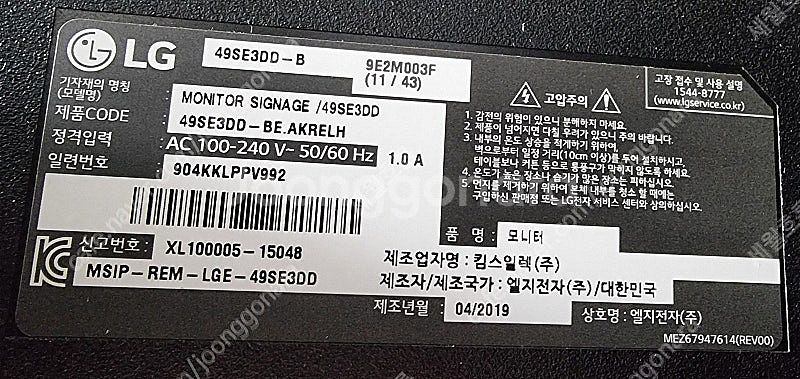 LG
49SE3DD-B
9E2M003F
(11 / 43)
기자재의 명칭
(모델명)
MONITOR SIGNAGE /49SE3DD
제품CODE :
49SE3DD-BE.AKRELH
정격입력 :
AC 100-240 V~ 50/60 Hz
1.0 A
일련번호 :
904KKLPPV992
신고번호:
XL100005-15048
MSIP-REM-LGE-49SE3DD
고압주의
1. 감전의 위험이 있으니 분해하지 마세요.
2. 제품이 넘어지면 다칠 우려가 있으니 주의 바랍니다.
3. 내부의 온도 상승을 적게하기 위하여,
벽으로부터 일정 거리(10cm 이상)를 두어 설치하시고,
테이블보나 커튼 등으로 통풍구가 막히지 않도록 하세요.
4. 온도가 높은 장소나 습기가 많은 장소는 피하십시오.
5. 먼지를 제거하기 위하여 본체 내부를 청소 할 때에는
구입하신 판매점 또는 LG전자 서비스 센터와 상의하십시오.
고장 접수 및 사용 설명
1544-8777
(www.lgservice.co.kr)
품 명 : 모니터
제조업자명 : 킴스일렉(주)
제조자/제조국가 : 엘지전자(주)/대한민국
제조년월 : 04/2019
상호명 : 엘지전자(주)
MEZ67947614(REV00)